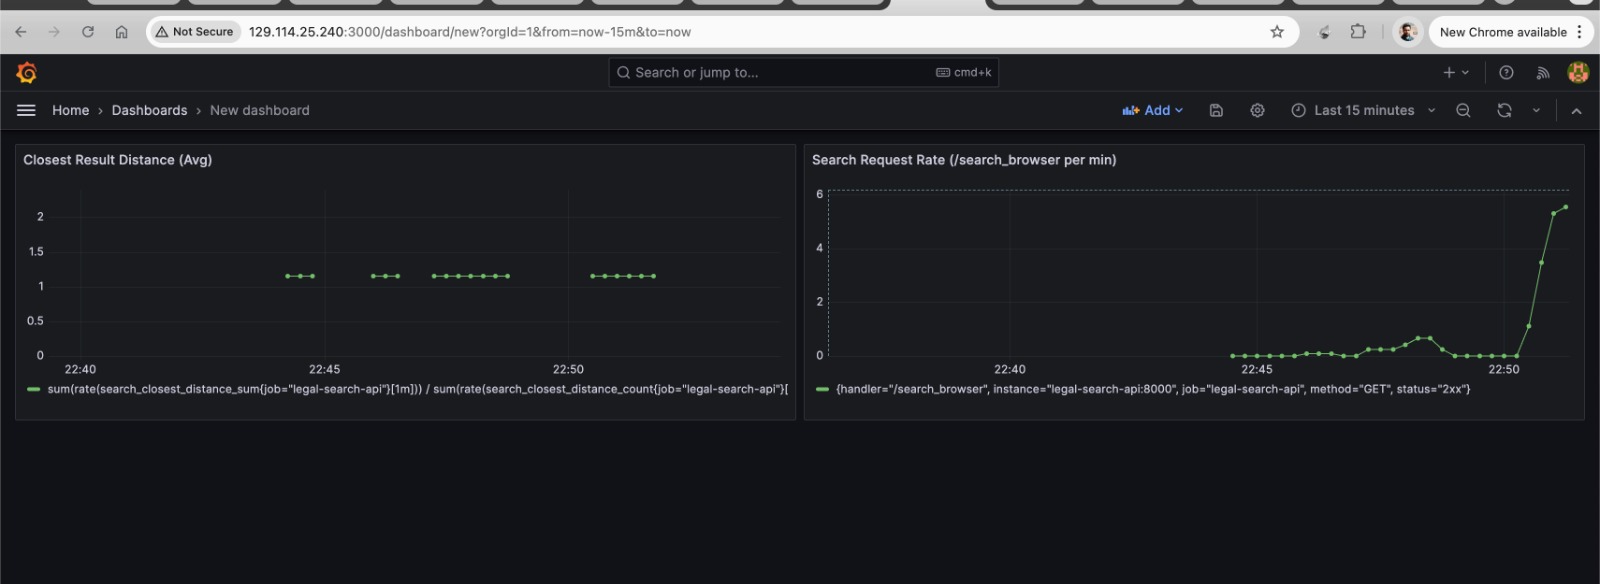 Not Secure 129.114.25.240:3000/dashboard/new?orgId=1&from=now-15m&to=now New Chrome available
Search or jump to... cmd+k
Home › Dashboards › New dashboard Add Last 15 minutes
Closest Result Distance (Avg)
2
1.5
1
0.5
0
22:40 22:45 22:50
sum(rate(search_closest_distance_sum{job="legal-search-api"}[1m])) / sum(rate(search_closest_distance_count{job="legal-search-api"}[
Search Request Rate (/search_browser per min)
6
4
2
0
22:40 22:45 22:50
{handler="/search_browser", instance="legal-search-api:8000", job="legal-search-api", method="GET", status="2xx"}